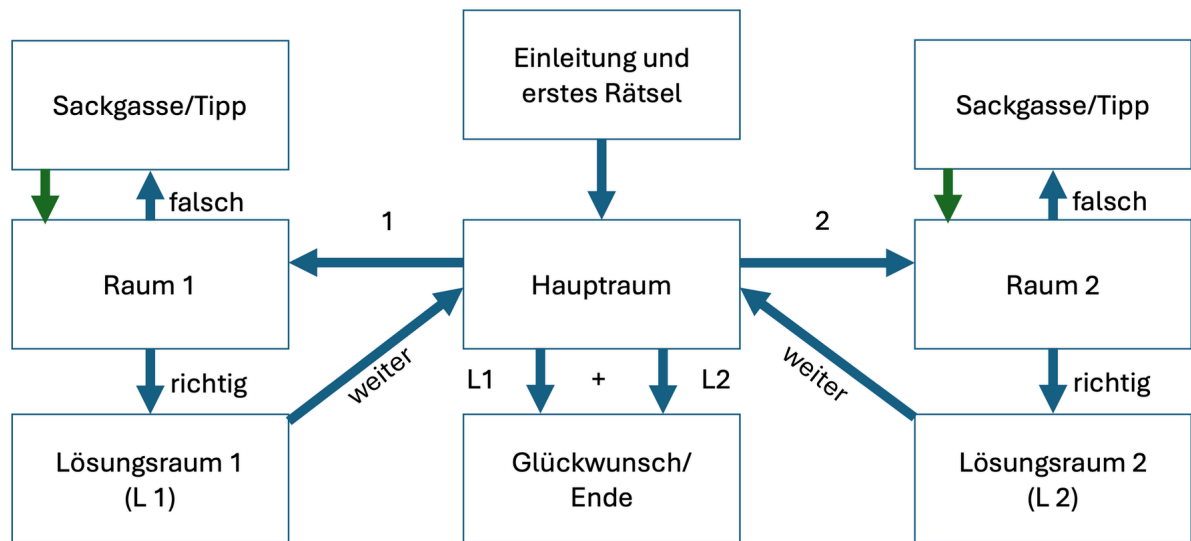 Einleitung und
erstes Rätsel
Sackgasse/Tipp
Sackgasse/Tipp
falsch
falsch
1
2
Raum 1
Hauptraum
Raum 2
richtig
weiter
L1
+
L2
weiter
richtig
Lösungsraum 1
(L 1)
Glückwunsch/
Ende
Lösungsraum 2
(L 2)